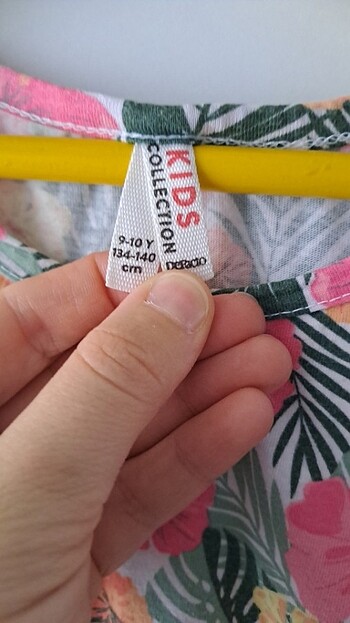 KIDS
COLLECTION
DeFacto
9-10 Y
134-140
cm